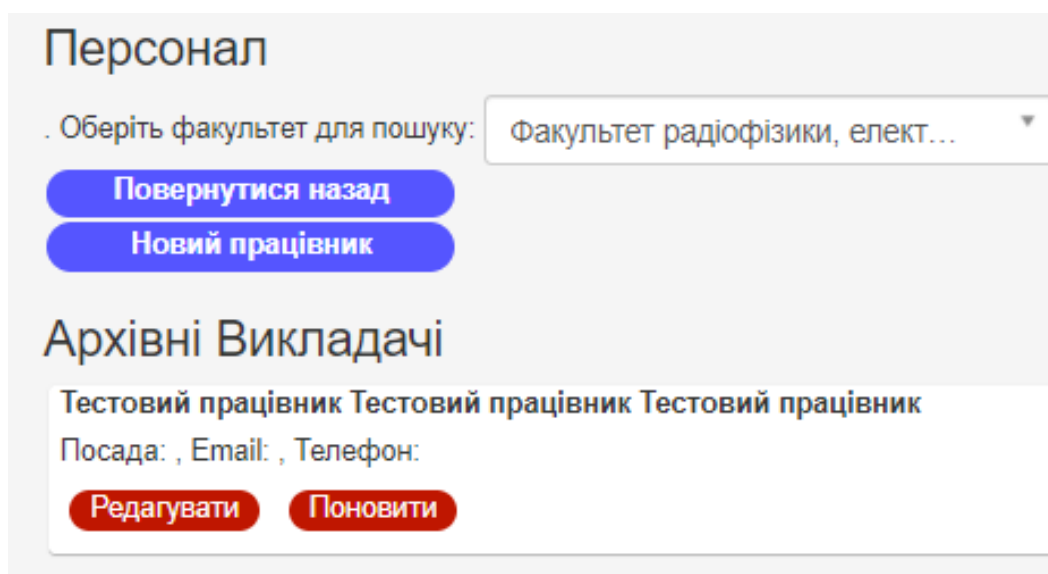 Персонал
. Оберіть факультет для пошуку: Факультет радіофізики, елект...
Повернутися назад
Новий працівник
Архівні Викладачі
Тестовий працівник Тестовий працівник Тестовий працівник
Посада: , Email: , Телефон:
Редагувати Поновити